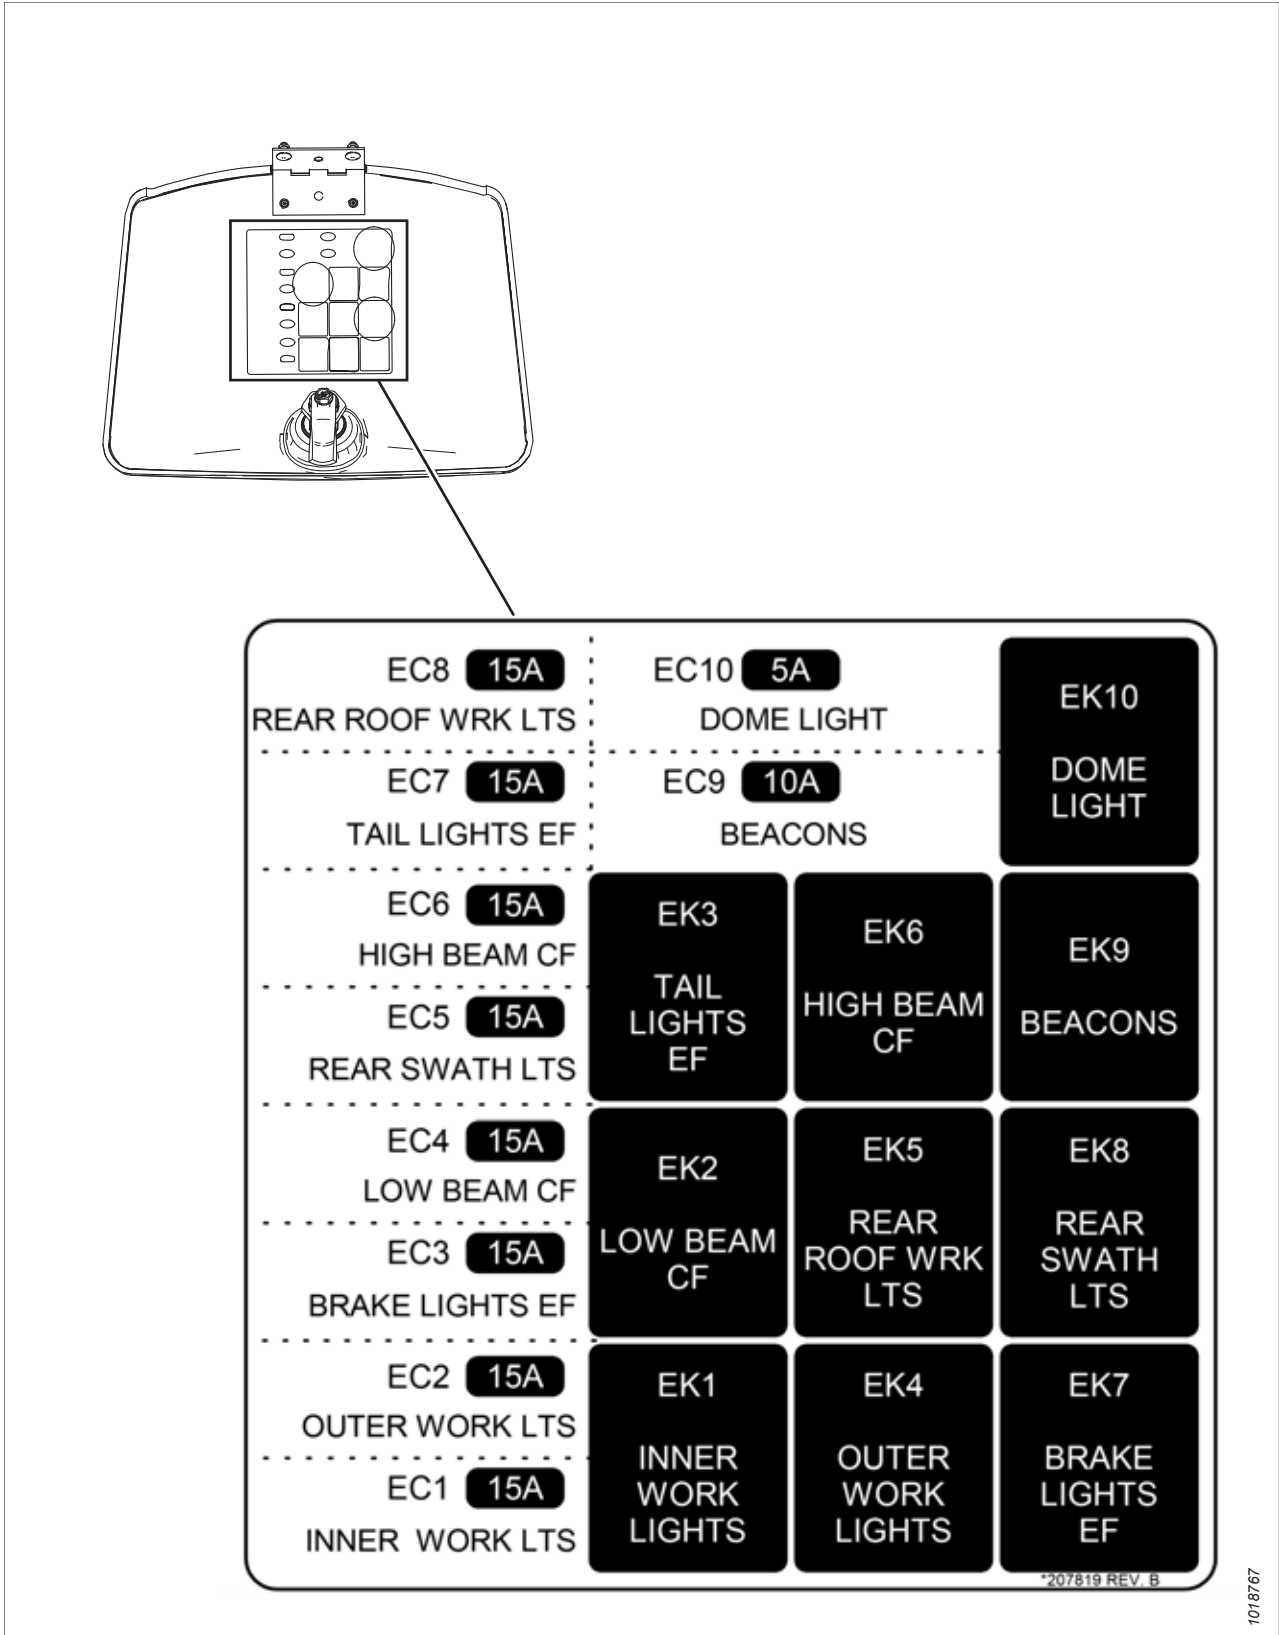 EC8 15A
REAR ROOF WRK LTS
EC10 5A
DOME LIGHT
EK10
DOME
LIGHT
EC7 15A
TAIL LIGHTS EF
EC9 10A
BEACONS
EC6 15A
HIGH BEAM CF
EC5 15A
REAR SWATH LTS
EK3
TAIL
LIGHTS
EF
EK6
HIGH BEAM
CF
EK9
BEACONS
EC4 15A
LOW BEAM CF
EC3 15A
BRAKE LIGHTS EF
EK2
LOW BEAM
CF
EK5
REAR
ROOF WRK
LTS
EK8
REAR
SWATH
LTS
EC2 15A
OUTER WORK LTS
EC1 15A
INNER WORK LTS
EK1
INNER
WORK
LIGHTS
EK4
OUTER
WORK
LIGHTS
EK7
BRAKE
LIGHTS
EF
*207819 REV. B
1018767